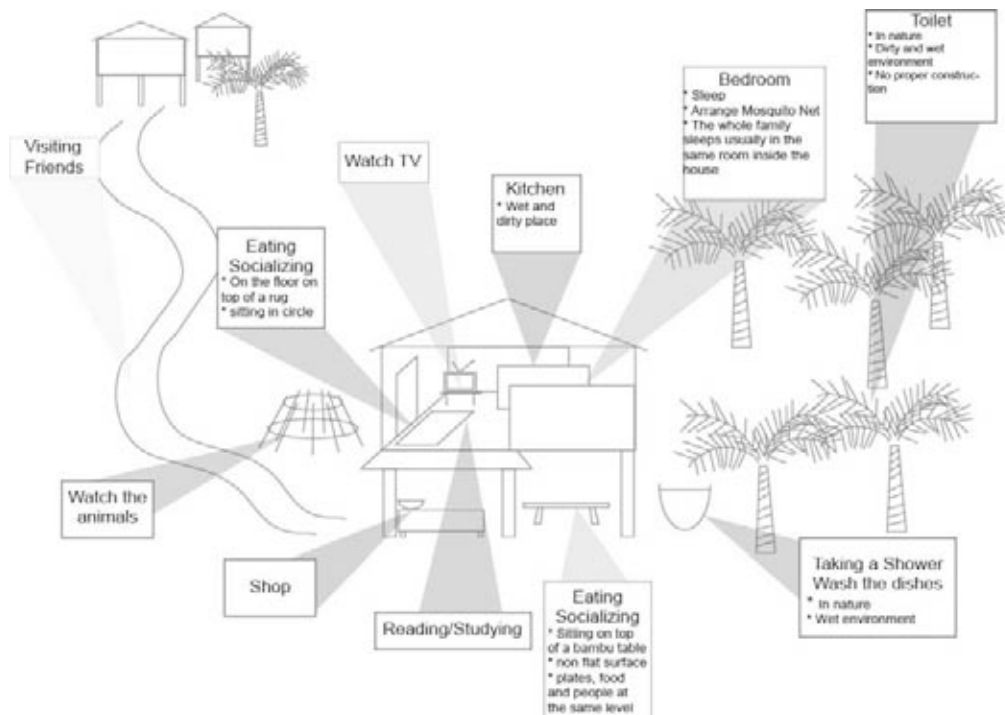 Toilet
* In nature
* Dirty and wet
environment
* No proper construc-
tion
Bedroom
* Sleep
* Arrange Mosquito Net
* The whole family
sleeps usually in the
same room inside the
house
Visiting
Friends
Watch TV
Kitchen
* Wet and
dirty place
Eating
Socializing
* On the floor on
top of a rug
* sitting in circle
Watch the
animals
Shop
Reading/Studying
Eating
Socializing
* Sitting on top
of a bambu table
* non flat surface
* plates, food
and people at
the same level
Taking a Shower
Wash the dishes
* In nature
* Wet environment